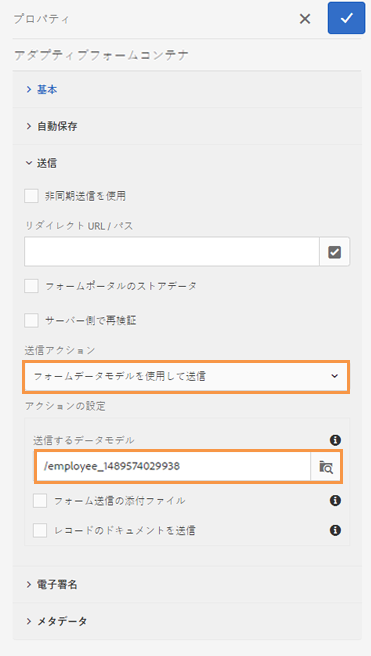 プロパティ
アダプティブフォームコンテナ
基本
自動保存
送信
非同期送信を使用
リダイレクト URL / パス
フォームポータルのストアデータ
サーバー側で再検証
送信アクション
フォームデータモデルを使用して送信
アクションの設定
送信するデータモデル
/employee_1489574029938
フォーム送信の添付ファイル
レコードのドキュメントを送信
電子署名
メタデータ